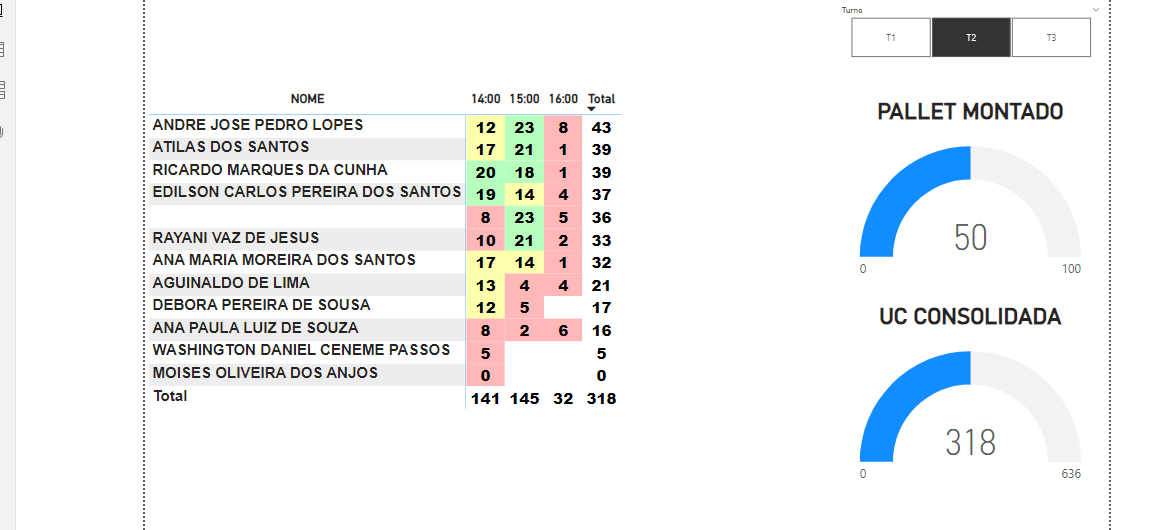 Turno
T1 T2 T3
NOME 14:00 15:00 16:00 Total
ANDRE JOSE PEDRO LOPES 12 23 8 43
ATILAS DOS SANTOS 17 21 1 39
RICARDO MARQUES DA CUNHA 20 18 1 39
EDILSON CARLOS PEREIRA DOS SANTOS 19 14 4 37
8 23 5 36
RAYANI VAZ DE JESUS 10 21 2 33
ANA MARIA MOREIRA DOS SANTOS 17 14 1 32
AGUINALDO DE LIMA 13 4 4 21
DEBORA PEREIRA DE SOUSA 12 5 17
ANA PAULA LUIZ DE SOUZA 8 2 6 16
WASHINGTON DANIEL CENEME PASSOS 5 5
MOISES OLIVEIRA DOS ANJOS 0 0
Total 141 145 32 318
PALLET MONTADO
50
0 100
UC CONSOLIDADA
318
0 636